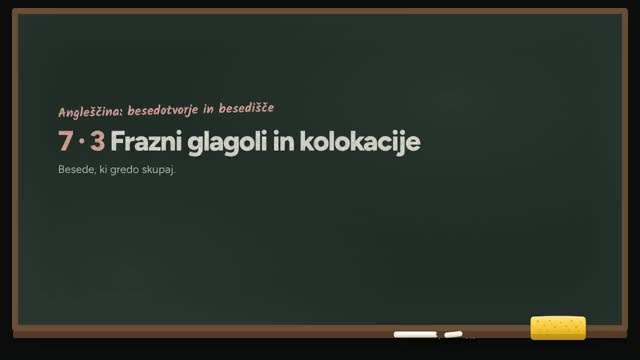 Angleščina: besedotvorje in besedišče
7 · 3 Frazni glagoli in kolokacije
Besede, ki gredo skupaj.